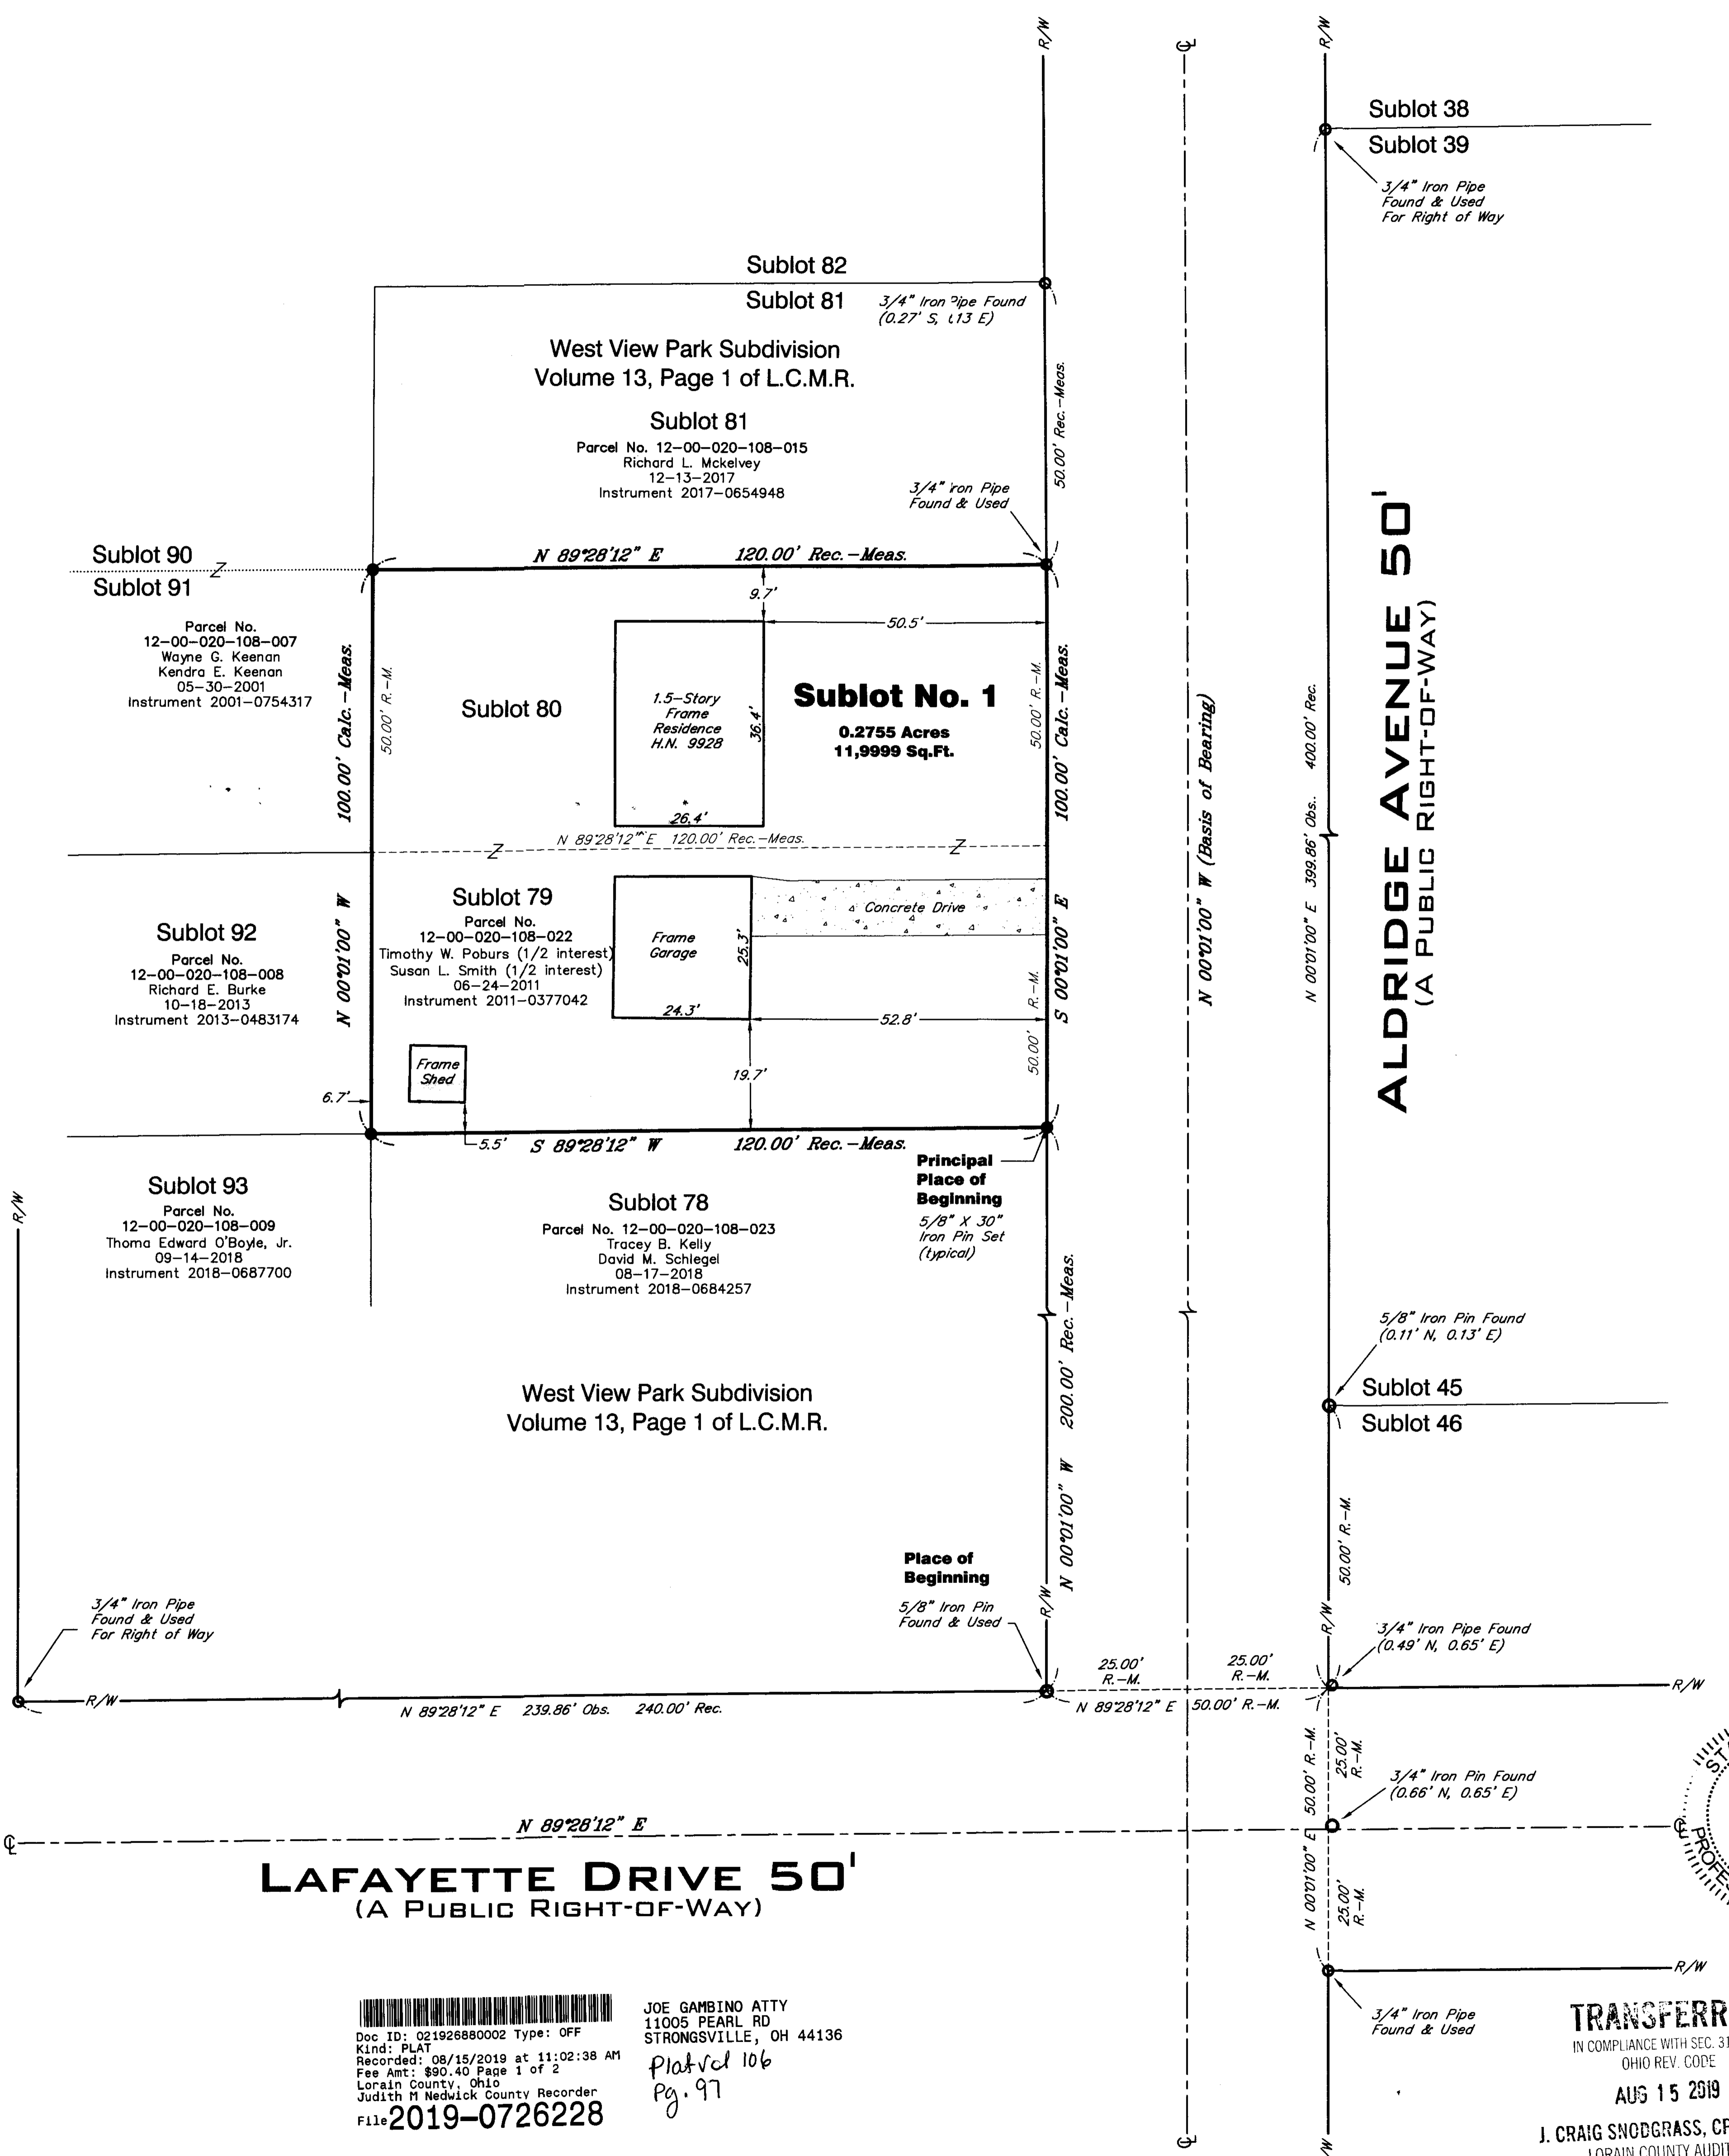 R/W
℄
R/W
Sublot 38
Sublot 39
3/4" Iron Pipe
Found & Used
For Right of Way
Sublot 82
Sublot 81
3/4" Iron Pipe Found
(0.27' S, 13 E)
West View Park Subdivision
Volume 13, Page 1 of L.C.M.R.
Sublot 81
Parcel No. 12-00-020-108-015
Richard L. Mckelvey
12-13-2017
Instrument 2017-0654948
50.00' Rec.-Meas.
3/4" Iron Pipe
Found & Used
Sublot 90
Sublot 91
Z
N 89°28'12" E 120.00' Rec.-Meas.
9.7'
50.5'
Parcel No.
12-00-020-108-007
Wayne G. Keenan
Kendra E. Keenan
05-30-2001
Instrument 2001-0754317
N 00°01'00" W 100.00' Calc.-Meas.
50.00' R.-M.
Sublot 80
1.5-Story
Frame
Residence
H.N. 9928
36.4'
26.4'
Sublot No. 1
0.2755 Acres
11,9999 Sq.Ft.
50.00' R.-M.
S 00°01'00" E 100.00' Calc.-Meas.
N 00°01'00" W (Basis of Bearing)
N 00°01'00" E 399.86' Obs. 400.00' Rec.
ALDRIDGE AVENUE 50'
(A PUBLIC RIGHT-OF-WAY)
N 89°28'12" E 120.00' Rec.-Meas.
Z
Z
Sublot 92
Parcel No.
12-00-020-108-008
Richard E. Burke
10-18-2013
Instrument 2013-0483174
Sublot 79
Parcel No.
12-00-020-108-022
Timothy W. Poburs (1/2 interest)
Susan L. Smith (1/2 interest)
06-24-2011
Instrument 2011-0377042
Frame
Garage
25.3'
24.3'
Concrete Drive
52.8'
50.00' R.-M.
Frame
Shed
19.7'
6.7'
5.5'
S 89°28'12" W 120.00' Rec.-Meas.
Principal
Place of
Beginning
5/8" X 30"
Iron Pin Set
(typical)
R/W
Sublot 93
Parcel No.
12-00-020-108-009
Thoma Edward O'Boyle, Jr.
09-14-2018
Instrument 2018-0687700
Sublot 78
Parcel No. 12-00-020-108-023
Tracey B. Kelly
David M. Schlegel
08-17-2018
Instrument 2018-0684257
N 00°01'00" W 200.00' Rec.-Meas.
5/8" Iron Pin Found
(0.11' N, 0.13' E)
Sublot 45
Sublot 46
West View Park Subdivision
Volume 13, Page 1 of L.C.M.R.
50.00' R.-M.
Place of
Beginning
5/8" Iron Pin
Found & Used
R/W
R/W
3/4" Iron Pipe
Found & Used
For Right of Way
3/4" Iron Pipe Found
(0.49' N, 0.65' E)
25.00'
R.-M.
25.00'
R.-M.
R/W
R/W
N 89°28'12" E 239.86' Obs. 240.00' Rec.
N 89°28'12" E 50.00' R.-M.
N 00°01'00" E 50.00' R.-M.
25.00'
R.-M.
3/4" Iron Pin Found
(0.66' N, 0.65' E)
N 89°28'12" E
℄
℄
LAFAYETTE DRIVE 50'
(A PUBLIC RIGHT-OF-WAY)
25.00'
R.-M.
R/W
3/4" Iron Pipe
Found & Used
Doc ID: 021926880002 Type: OFF
Kind: PLAT
Recorded: 08/15/2019 at 11:02:38 AM
Fee Amt: $90.40 Page 1 of 2
Lorain County, Ohio
Judith M Nedwick County Recorder
File 2019-0726228
JOE GAMBINO ATTY
11005 PEARL RD
STRONGSVILLE, OH 44136
Plat vol 106
Pg. 97
TRANSFERR
IN COMPLIANCE WITH SEC. 31
OHIO REV. CODE
AUG 15 2019
J. CRAIG SNODGRASS, CP
LORAIN COUNTY AUDIT
℄
R/W